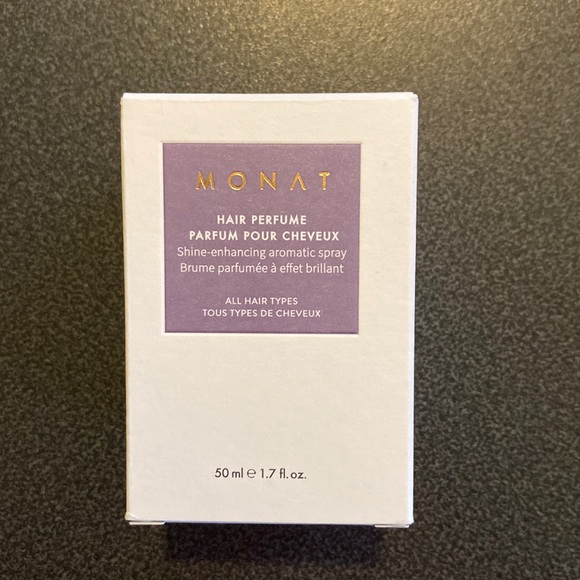 MONAT
HAIR PERFUME
PARFUM POUR CHEVEUX
Shine-enhancing aromatic spray
Brume parfumée à effet brillant
ALL HAIR TYPES
TOUS TYPES DE CHEVEUX
50 ml ℮ 1.7 fl.oz.